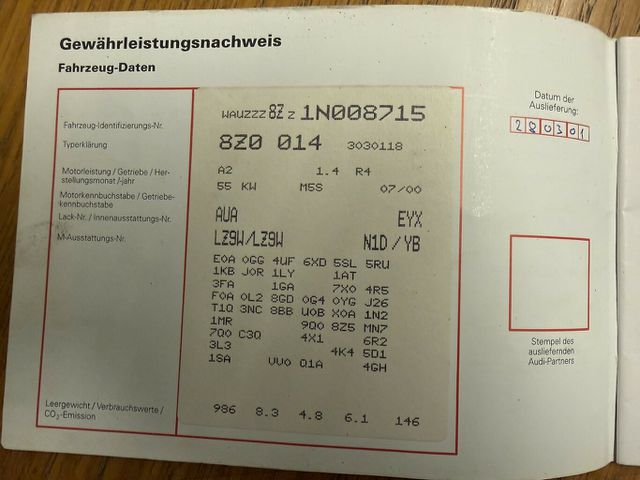 Gewährleistungsnachweis
Fahrzeug-Daten
Datum der
Auslieferung:
280301
Fahrzeug-Identifizierungs-Nr.
WAUZZZ 8Z Z 1N008715
Typerklärung
8Z0 014 3030118
Motorleistung / Getriebe / Her-
stellungsmonat /-jahr
A2 1.4 R4
55 KW M5S 07/00
Motorkennbuchstabe / Getriebe-
kennbuchstabe
AUA EYX
Lack-Nr. / Innenausstattungs-Nr.
LZ9W/LZ9W N1D / YB
M-Ausstattungs-Nr.
E0A 0GG 4UF 6XD 5SL 5RU
1KB J0R 1LY 1AT
3FA 1GA 7X0 4R5
F0A 0L2 8GD 0G4 0YG J26
T1Q 3NC 8BB U0B X0A 1N2
1MR 9Q0 8Z5 MN7
7Q0 C3Q 4X1 6R2
3L3 4K4 5D1
1SA VV0 Q1A 4GH
Stempel des
ausliefernden
Audi-Partners
Leergewicht / Verbrauchswerte /
CO2-Emission
986 8.3 4.8 6.1 146